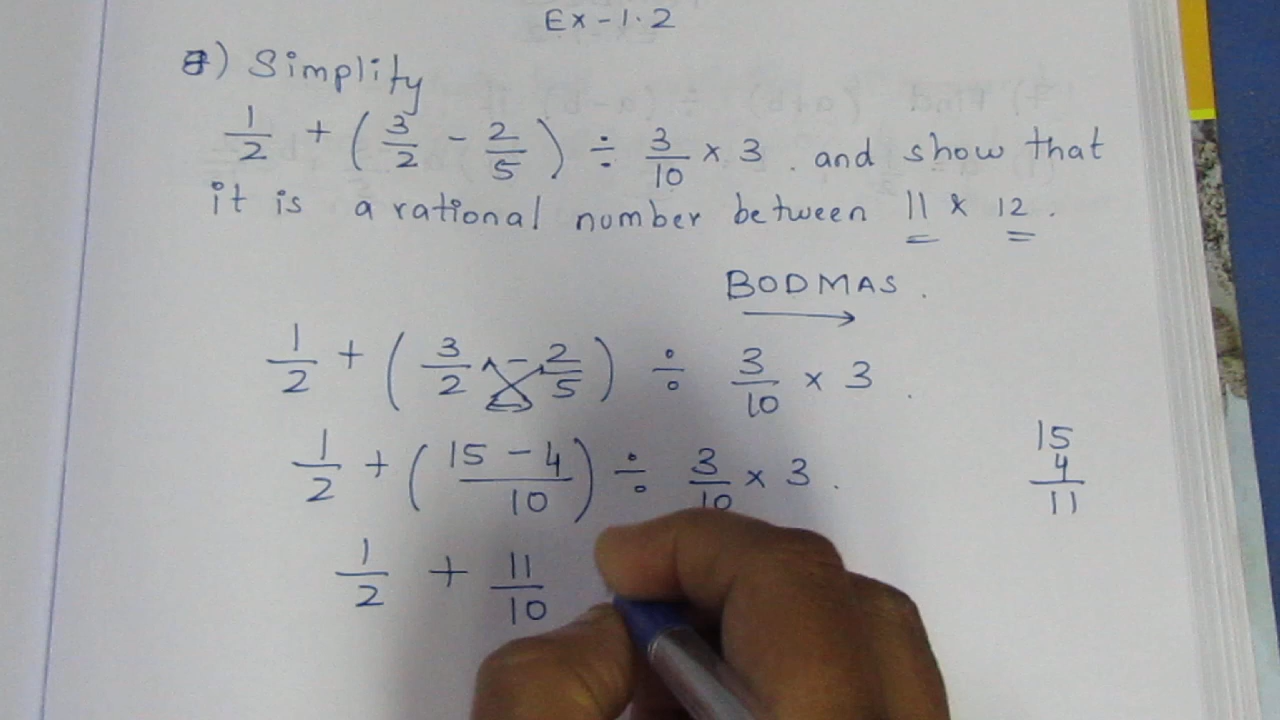 Ex-1.2
8) Simplify
1/2 + (3/2 - 2/5) ÷ 3/10 × 3 . and show that
it is a rational number between 11 & 12 .
BODMAS .
1/2 + (3/2 - 2/5) ÷ 3/10 × 3 .
1/2 + (15 - 4/10) ÷ 3/10 × 3 .
15
4
11
1/2 + 11/10